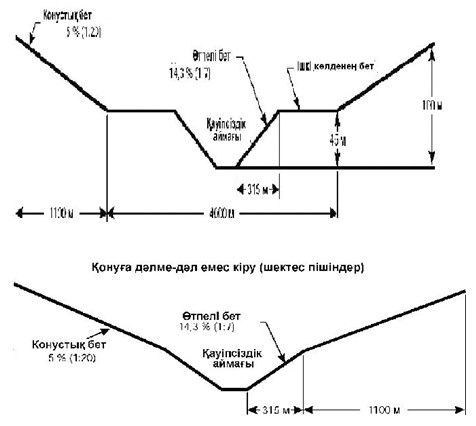 Конустық бет
5 % (1:20)
Өтпелі бет
14,3 % (1:7)
Ішкі көлденең бет
Қауіпсіздік
аймағы
100 м
45 м
315 м
1100 м
4000 м
Қонуға дәлме-дәл емес кіру (шектес пішіндер)
Өтпелі бет
14,3 % (1:7)
Конустық бет
5 % (1:20)
Қауіпсіздік
аймағы
315 м
1100 м